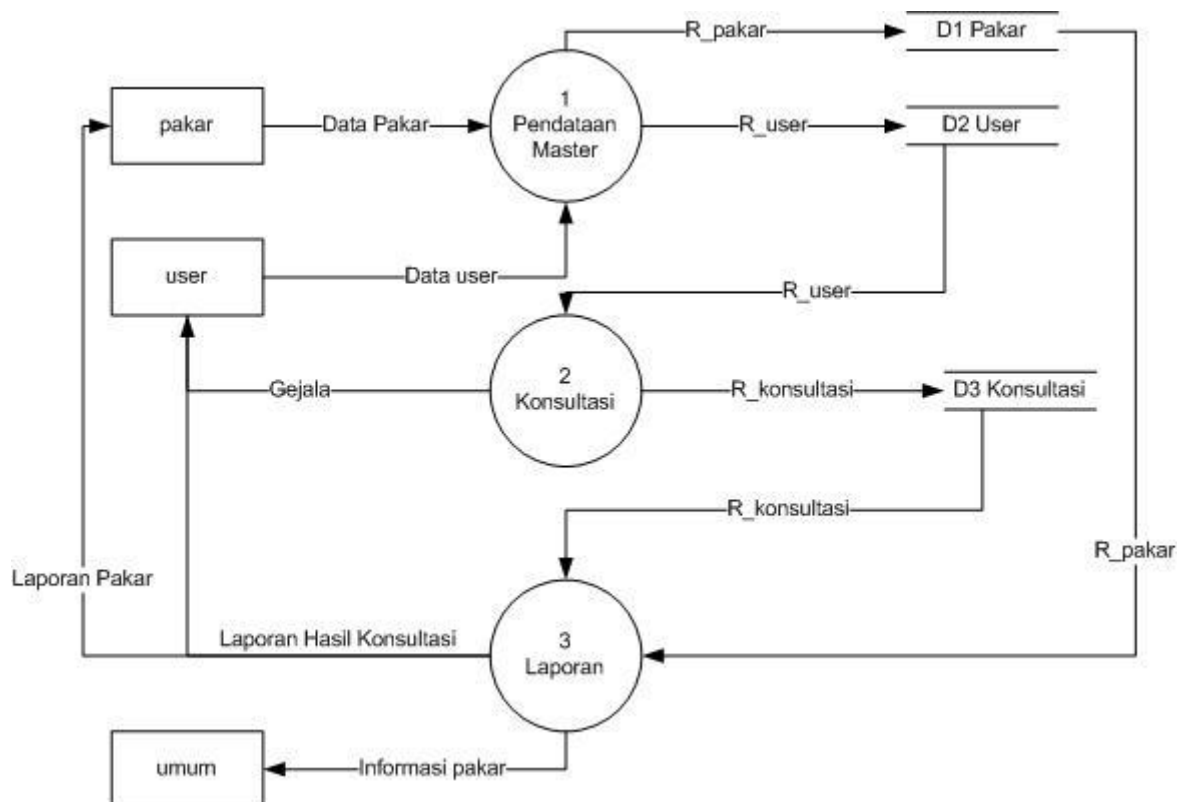 R_pakar
D1 Pakar
1
Pendataan
Master
pakar
Data Pakar
R_user
D2 User
user
Data user
R_user
2
Konsultasi
Gejala
R_konsultasi
D3 Konsultasi
R_konsultasi
R_pakar
Laporan Pakar
Laporan Hasil Konsultasi
3
Laporan
umum
Informasi pakar